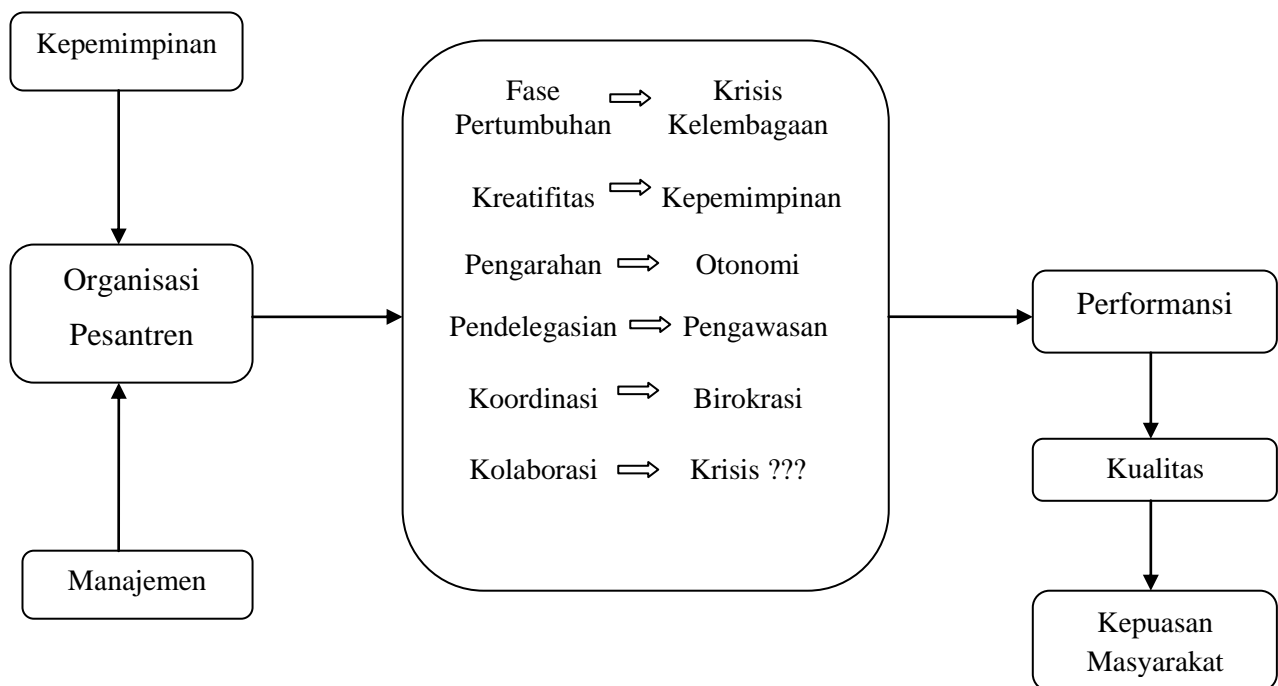 Kepemimpinan
Organisasi
Pesantren
Manajemen
Fase
Pertumbuhan
Krisis
Kelembagaan
Kreatifitas
Kepemimpinan
Pengarahan
Otonomi
Pendelegasian
Pengawasan
Koordinasi
Birokrasi
Kolaborasi
Krisis ???
Performansi
Kualitas
Kepuasan
Masyarakat